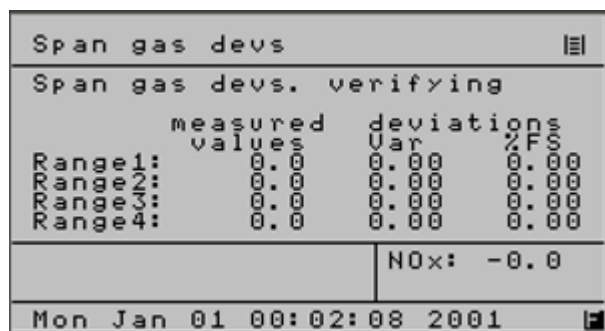 Span gas devs
Span gas devs. verifying
measured deviations
values Var %FS
Range1: 0.0 0.00 0.00
Range2: 0.0 0.00 0.00
Range3: 0.0 0.00 0.00
Range4: 0.0 0.00 0.00
NOx: -0.0
Mon Jan 01 00:02:08 2001